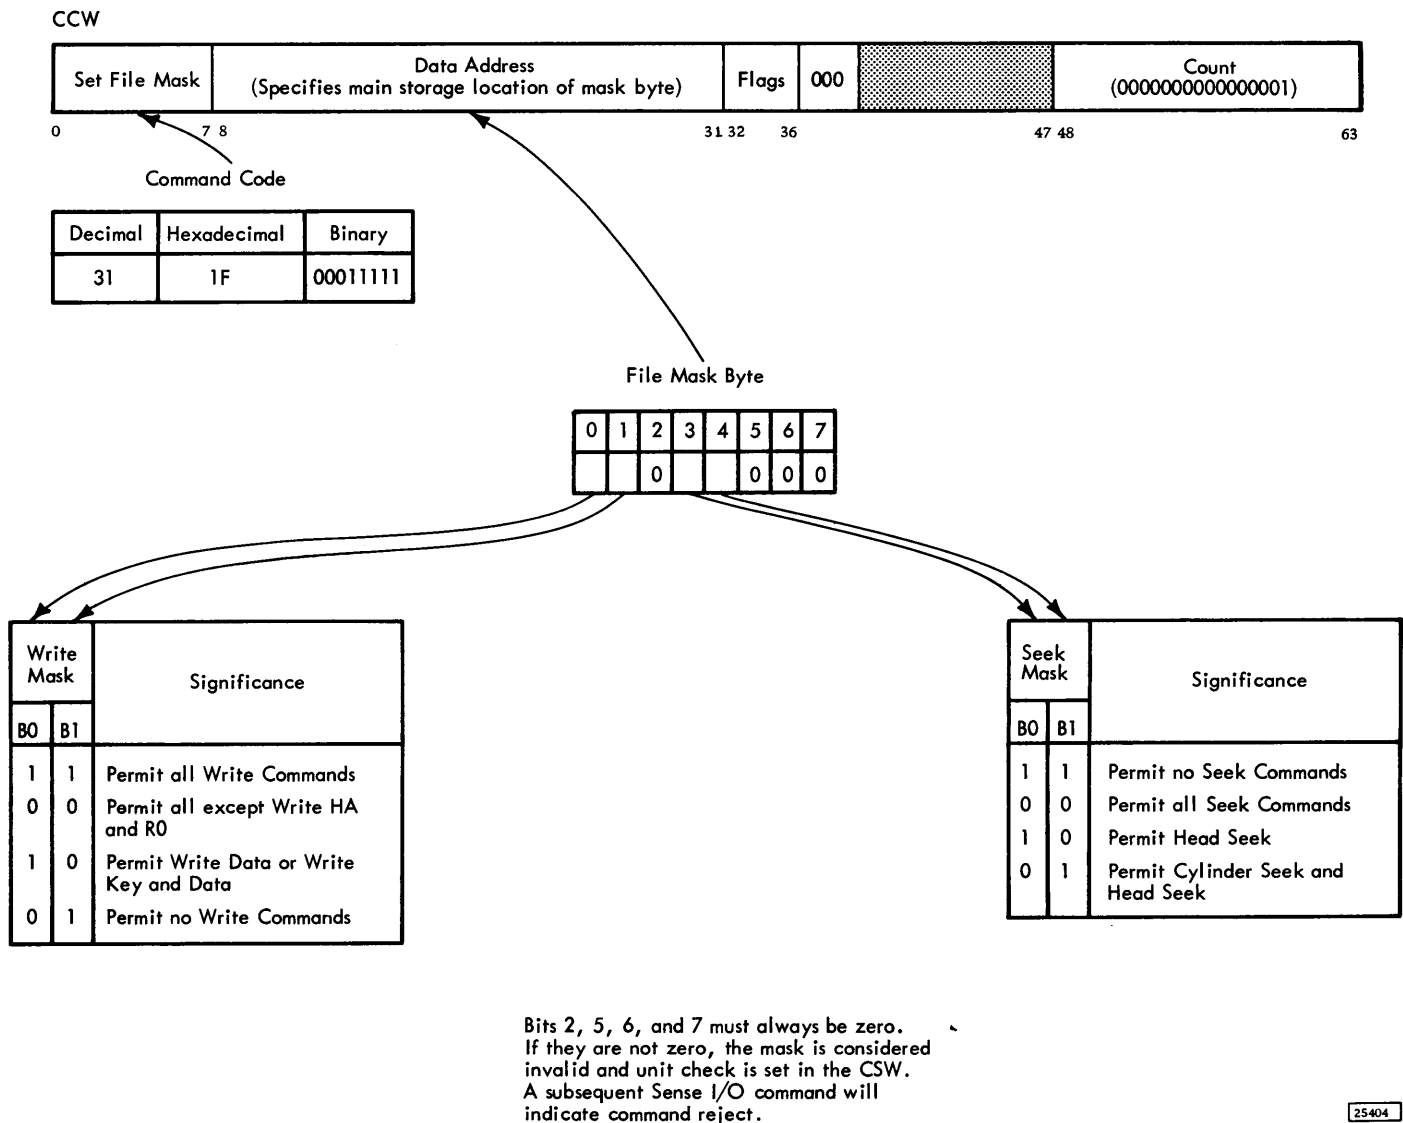 CCW
Set File Mask
Data Address
(Specifies main storage location of mask byte)
Flags
000
Count
(0000000000000001)
0 7 8 31 32 36 47 48 63
Command Code
Decimal Hexadecimal Binary
31 1F 00011111
File Mask Byte
0 1 2 3 4 5 6 7
0 0 0 0
Write
Mask
Significance
B0 B1
1 1 Permit all Write Commands
0 0 Permit all except Write HA
and R0
1 0 Permit Write Data or Write
Key and Data
0 1 Permit no Write Commands
Seek
Mask
Significance
B0 B1
1 1 Permit no Seek Commands
0 0 Permit all Seek Commands
1 0 Permit Head Seek
0 1 Permit Cylinder Seek and
Head Seek
Bits 2, 5, 6, and 7 must always be zero.
If they are not zero, the mask is considered
invalid and unit check is set in the CSW.
A subsequent Sense I/O command will
indicate command reject.
25404